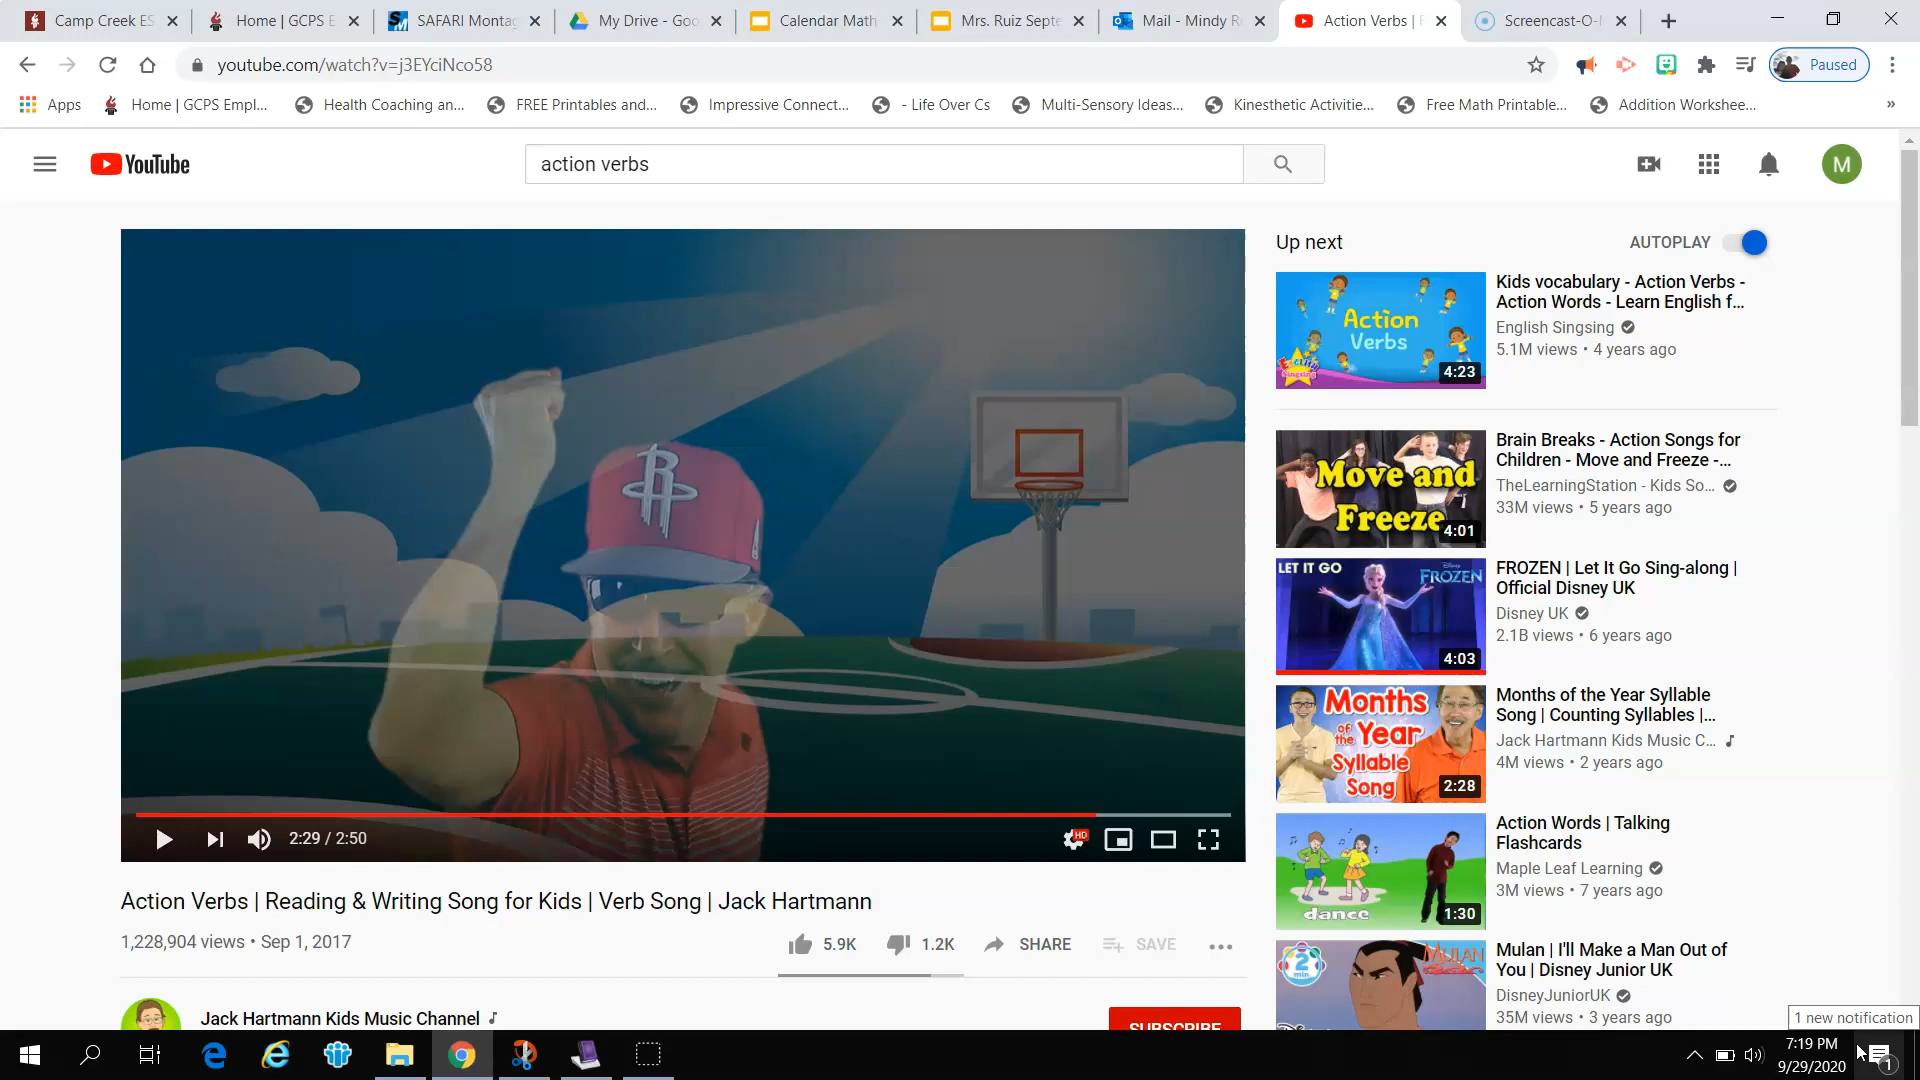 Camp Creek ES
Home | GCPS E
SAFARI Montag
My Drive - Goo
Calendar Math
Mrs. Ruiz Septe
Mail - Mindy R
Action Verbs | R
Screencast-O-M
youtube.com/watch?v=j3EYciNco58
Paused
Apps
Home | GCPS Empl...
Health Coaching an...
FREE Printables and...
Impressive Connect...
- Life Over Cs
Multi-Sensory Ideas...
Kinesthetic Activitie...
Free Math Printable...
Addition Workshee...
»
YouTube
action verbs
M
R
2:29 / 2:50
HD
Action Verbs | Reading & Writing Song for Kids | Verb Song | Jack Hartmann
1,228,904 views • Sep 1, 2017
5.9K
1.2K
SHARE
SAVE
Jack Hartmann Kids Music Channel
SUBSCRIBE
Up next
AUTOPLAY
Action
Verbs
English
Singsing
4:23
Kids vocabulary - Action Verbs -
Action Words - Learn English f...
English Singsing
5.1M views • 4 years ago
Move and
Freeze
4:01
Brain Breaks - Action Songs for
Children - Move and Freeze -...
TheLearningStation - Kids So...
33M views • 5 years ago
LET IT GO
Disney
FROZEN
4:03
FROZEN | Let It Go Sing-along |
Official Disney UK
Disney UK
2.1B views • 6 years ago
Months
of the Year
Syllable
Song
2:28
Months of the Year Syllable
Song | Counting Syllables |...
Jack Hartmann Kids Music C...
4M views • 2 years ago
dance
1:30
Action Words | Talking
Flashcards
Maple Leaf Learning
3M views • 7 years ago
2
min
MULAN
Mulan | I'll Make a Man Out of
You | Disney Junior UK
DisneyJuniorUK
35M views • 3 years ago
1 new notification
7:19 PM
9/29/2020
1